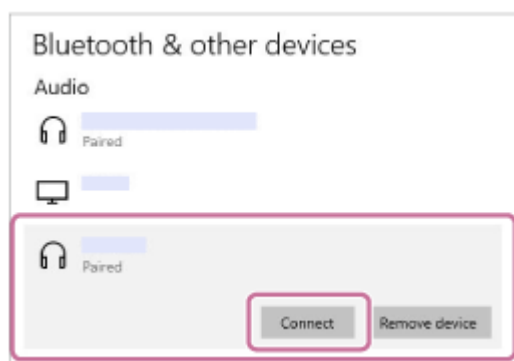 Bluetooth & other devices
Audio
Paired
Paired
Connect
Remove device